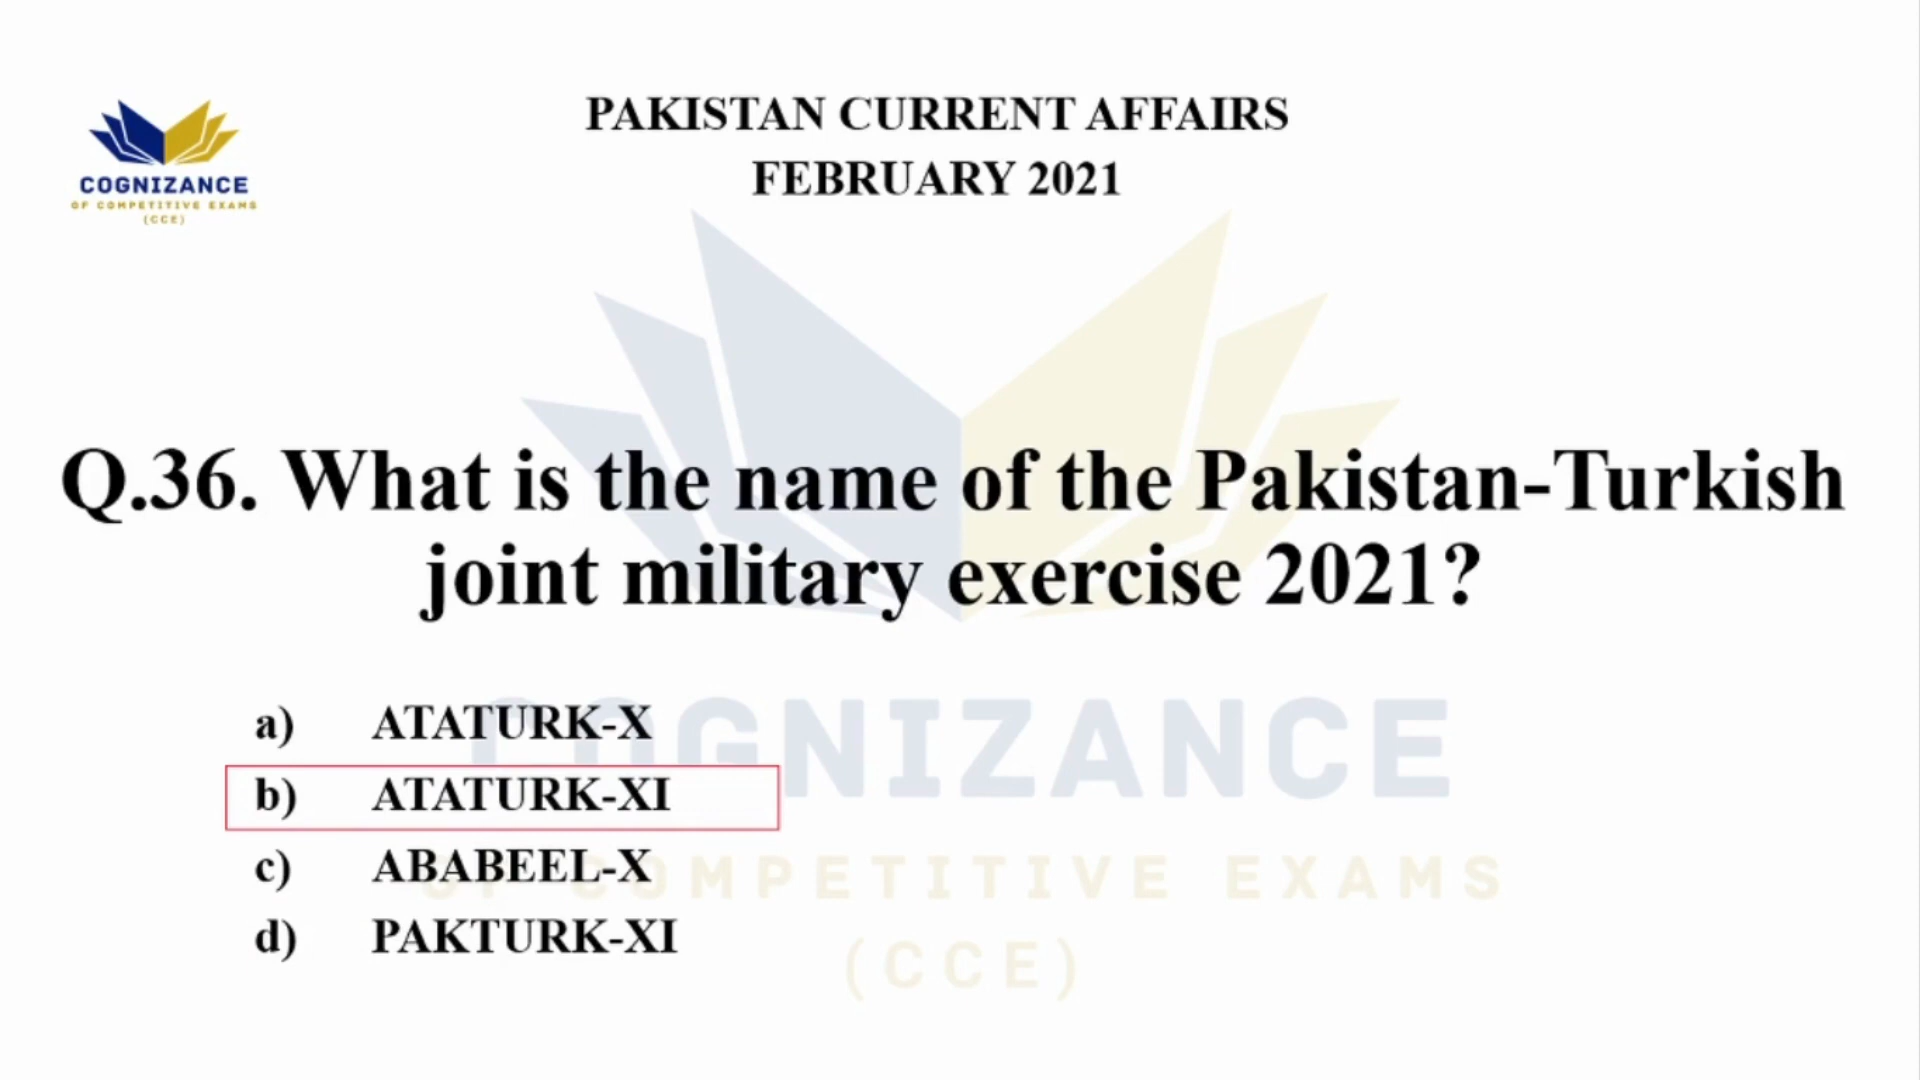 PAKISTAN CURRENT AFFAIRS
FEBRUARY 2021
COGNIZANCE
OF COMPETITIVE EXAMS
(CCE)
Q.36. What is the name of the Pakistan-Turkish
joint military exercise 2021?
a) ATATURK-X
b) ATATURK-XI
c) ABABEEL-X
d) PAKTURK-XI
COGNIZANCE
OF COMPETITIVE EXAMS
(CCE)